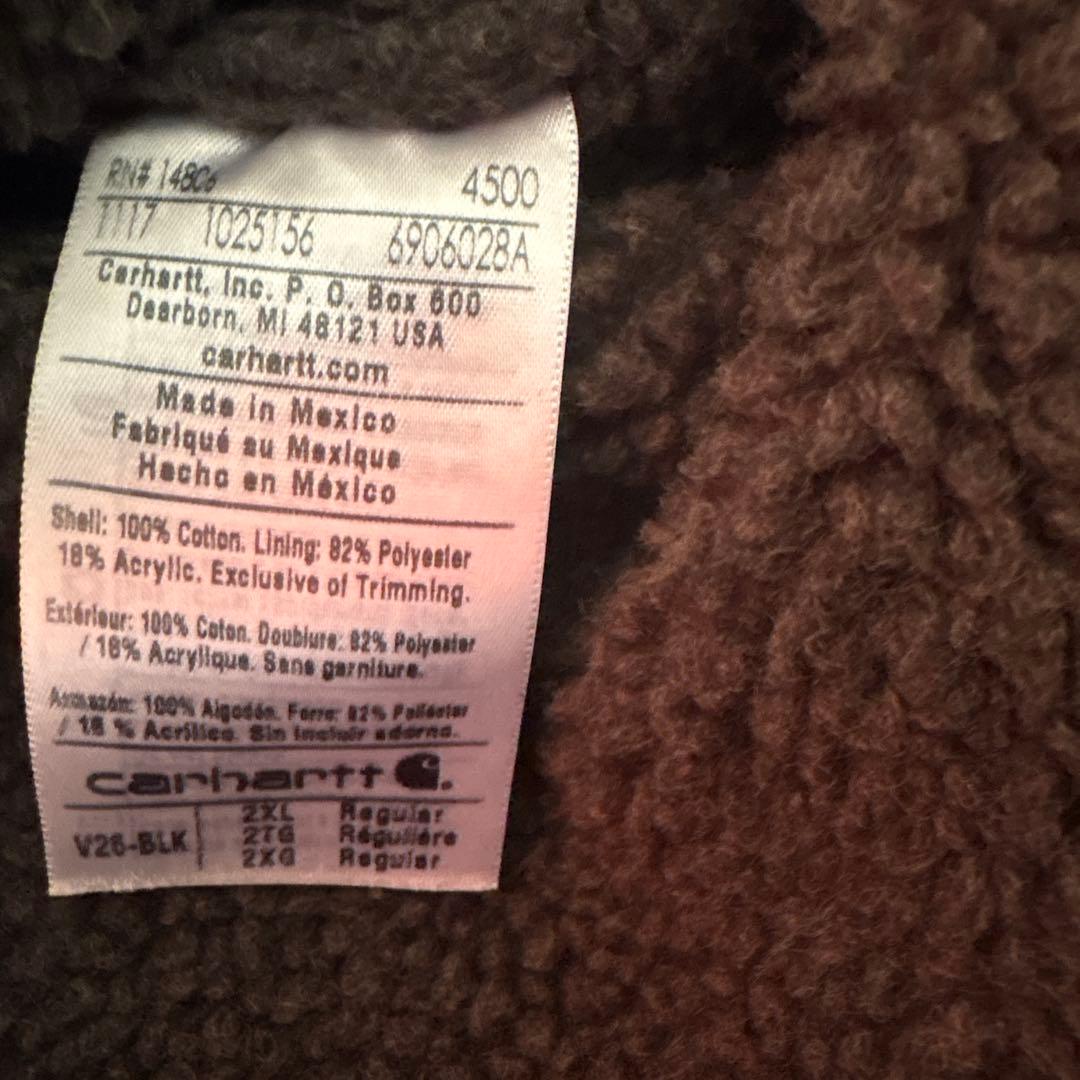 RN# 14806 4500
1117 1025156 6906028A
Carhartt, Inc. P. O. Box 600
Dearborn, MI 48121 USA
carhartt.com
Made in Mexico
Fabriqué au Mexique
Hecho en México
Shell: 100% Cotton. Lining: 82% Polyester
18% Acrylic. Exclusive of Trimming.
Extérieur: 100% Coton. Doublure: 82% Polyester
/ 18% Acrylique. Sans garniture.
Armazón: 100% Algodón. Forro: 82% Poliéster
/ 18 % Acrílico. Sin incluir adorno.
carhartt
V26-BLK 2XL Regular
2TG Régulière
2XG Regular